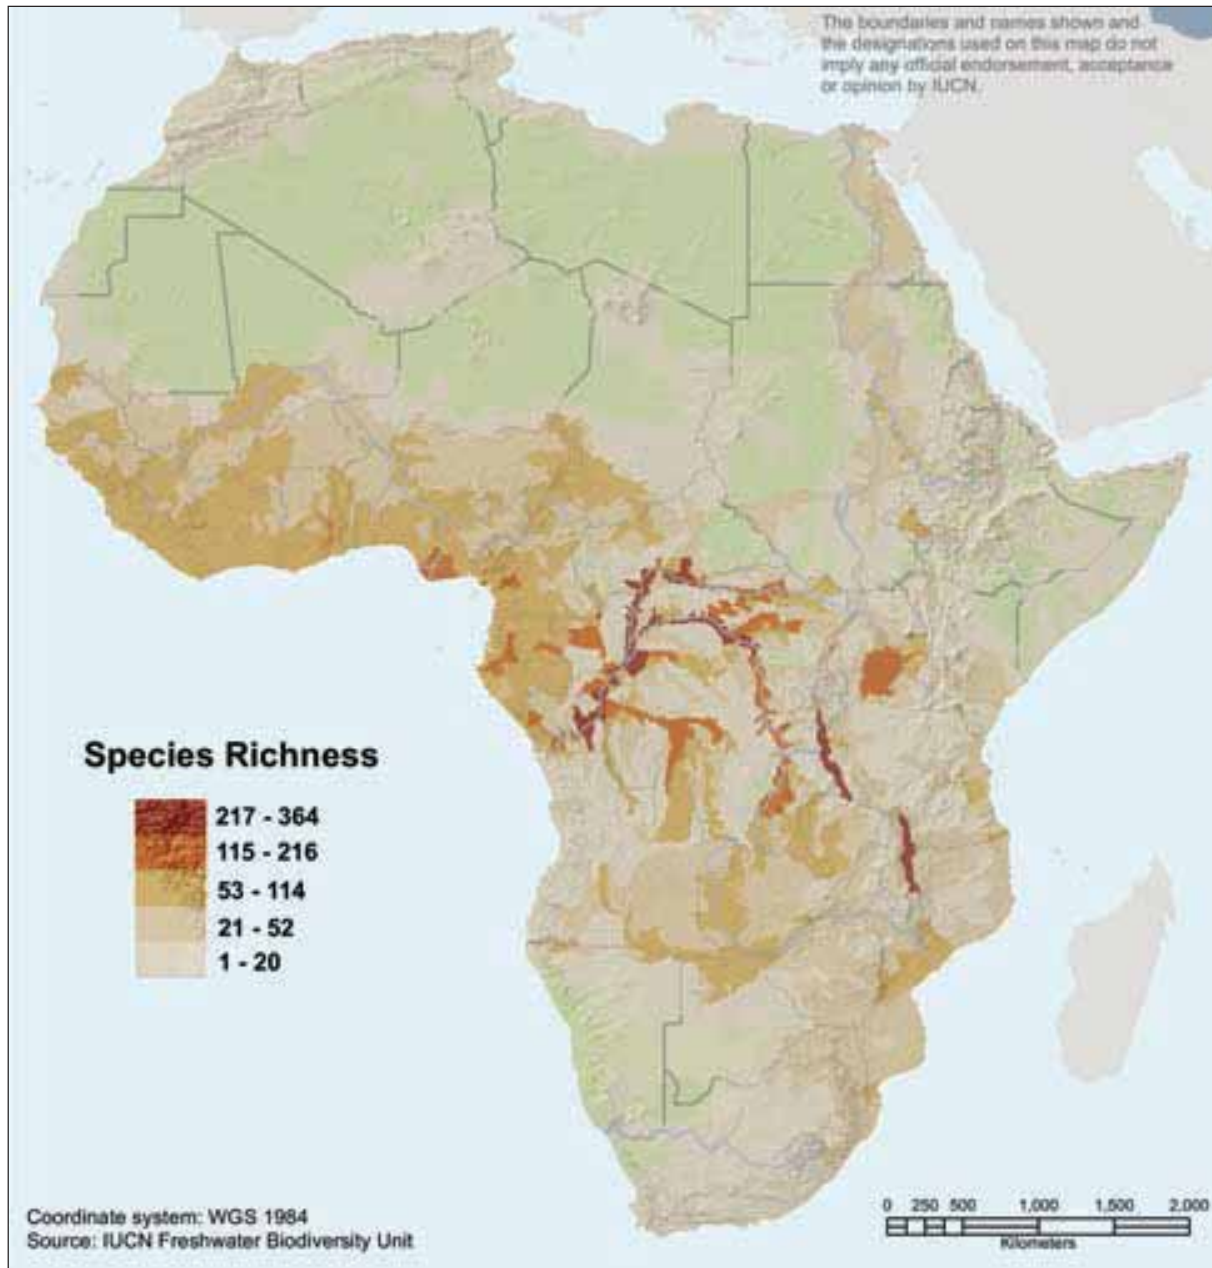 The boundaries and names shown and
the designations used on this map do not
imply any official endorsement, acceptance
or opinion by IUCN.
Species Richness
217 - 364
115 - 216
53 - 114
21 - 52
1 - 20
Coordinate system: WGS 1984
Source: IUCN Freshwater Biodiversity Unit
0 250 500 1,000 1,500 2,000
Kilometers